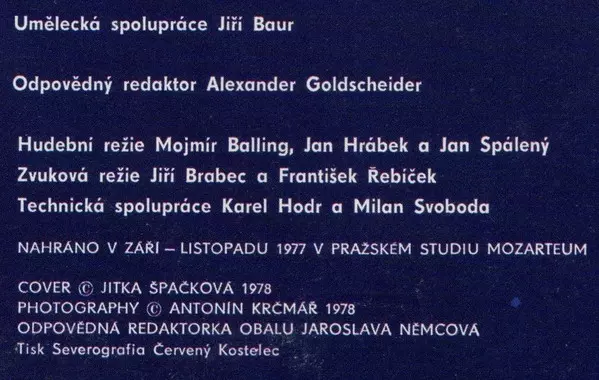 Umělecká spolupráce Jiří Baur
Odpovědný redaktor Alexander Goldscheider
Hudební režie Mojmír Balling, Jan Hrábek a Jan Spálený
Zvuková režie Jiří Brabec a František Řebíček
Technická spolupráce Karel Hodr a Milan Svoboda
NAHRÁNO V ZÁŘÍ – LISTOPADU 1977 V PRAŽSKÉM STUDIU MOZARTEUM
COVER © JITKA ŠPAČKOVÁ 1978
PHOTOGRAPHY © ANTONÍN KRČMÁŘ 1978
ODPOVĚDNÁ REDAKTORKA OBALU JAROSLAVA NĚMCOVÁ
Tisk Severografia Červený Kostelec